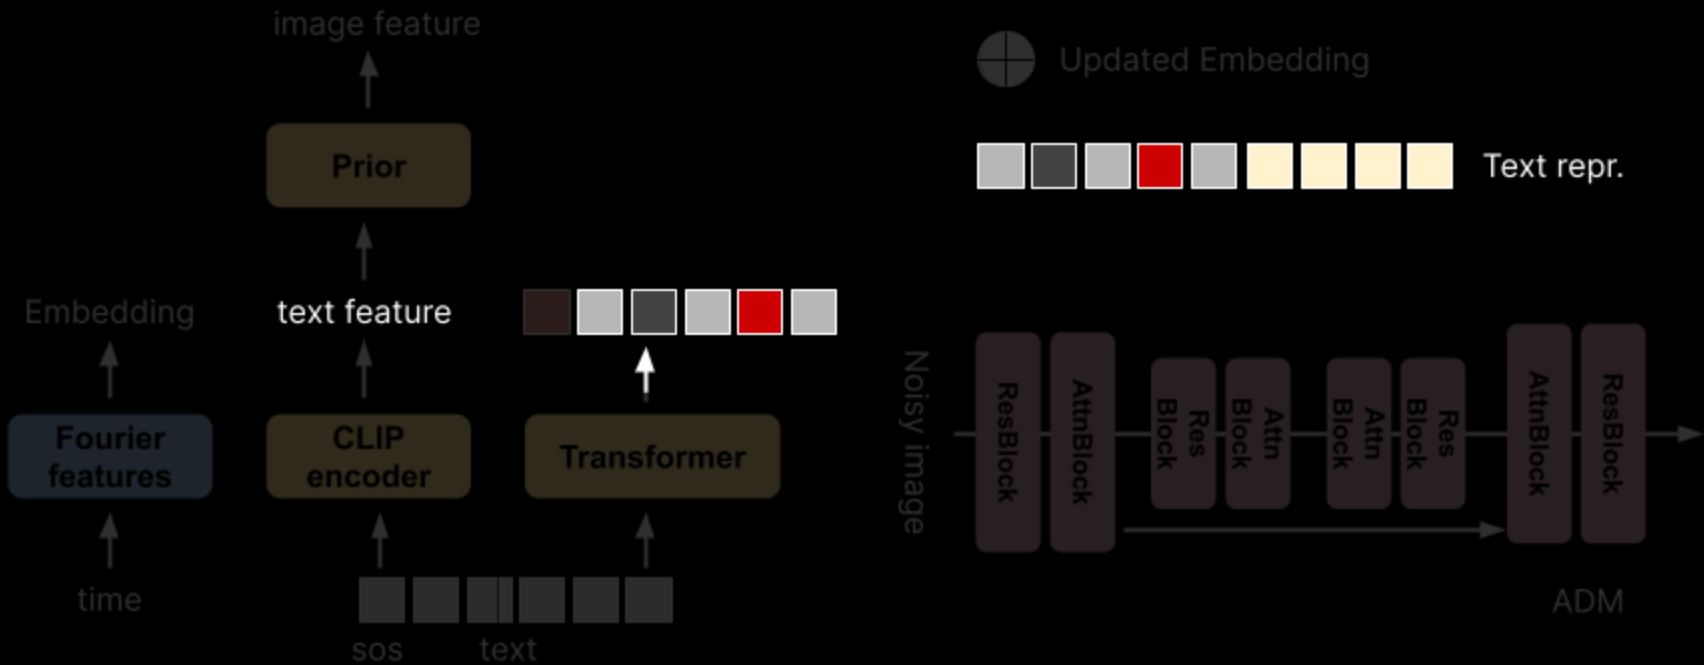 image feature
Updated Embedding
Prior
Text repr.
Embedding
text feature
Fourier
features
CLIP
encoder
Transformer
Noisy image
ResBlock
AttnBlock
Res
Block
Attn
Block
Attn
Block
Res
Block
AttnBlock
ResBlock
time
sos
text
ADM